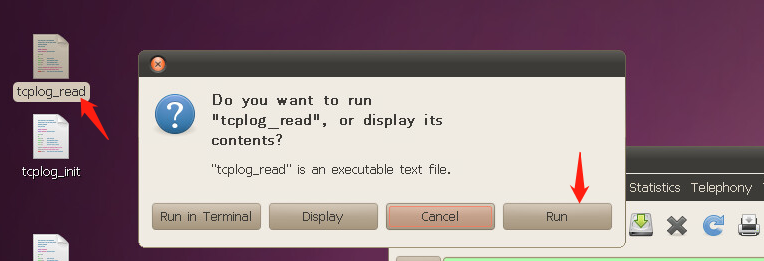 tcplog_read
tcplog_init
Do you want to run
"tcplog_read", or display its
contents?
"tcplog_read" is an executable text file.
Run in Terminal
Display
Cancel
Run
Statistics Telephony